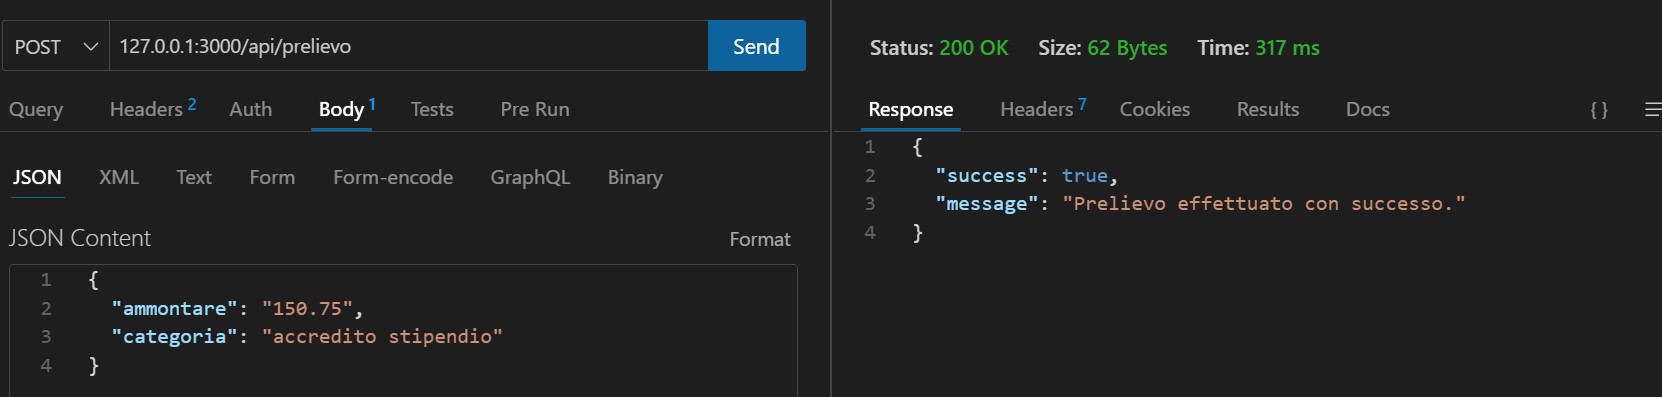 POST 127.0.0.1:3000/api/prelievo Send
Query Headers 2 Auth Body 1 Tests Pre Run
JSON XML Text Form Form-encode GraphQL Binary
JSON Content Format
1 {
2 "ammontare": "150.75",
3 "categoria": "accredito stipendio"
4 }
Status: 200 OK Size: 62 Bytes Time: 317 ms
Response Headers 7 Cookies Results Docs { }
1 {
2 "success": true,
3 "message": "Prelievo effettuato con successo."
4 }